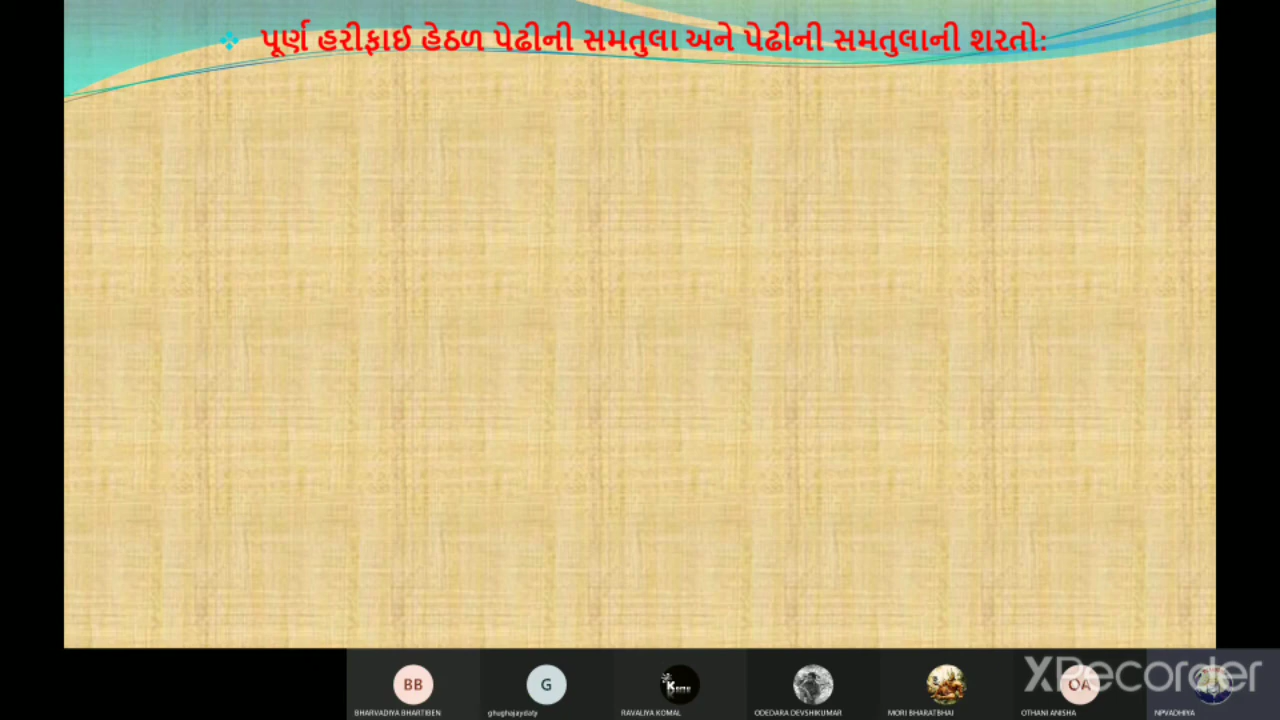 ❖ પૂર્ણ હરીફાઈ હેઠળ પેઢીની સમતુલા અને પેઢીની સમતુલાની શરતો:
XRecorder
BB
G
OA
BHARVADIYA BHARTIBEN
ghughajaydaty
RAVALIYA KOMAL
ODEDARA DEVSHIKUMAR
MORI BHARATBHAI
OTHANI ANISHA
NPVADHIYA